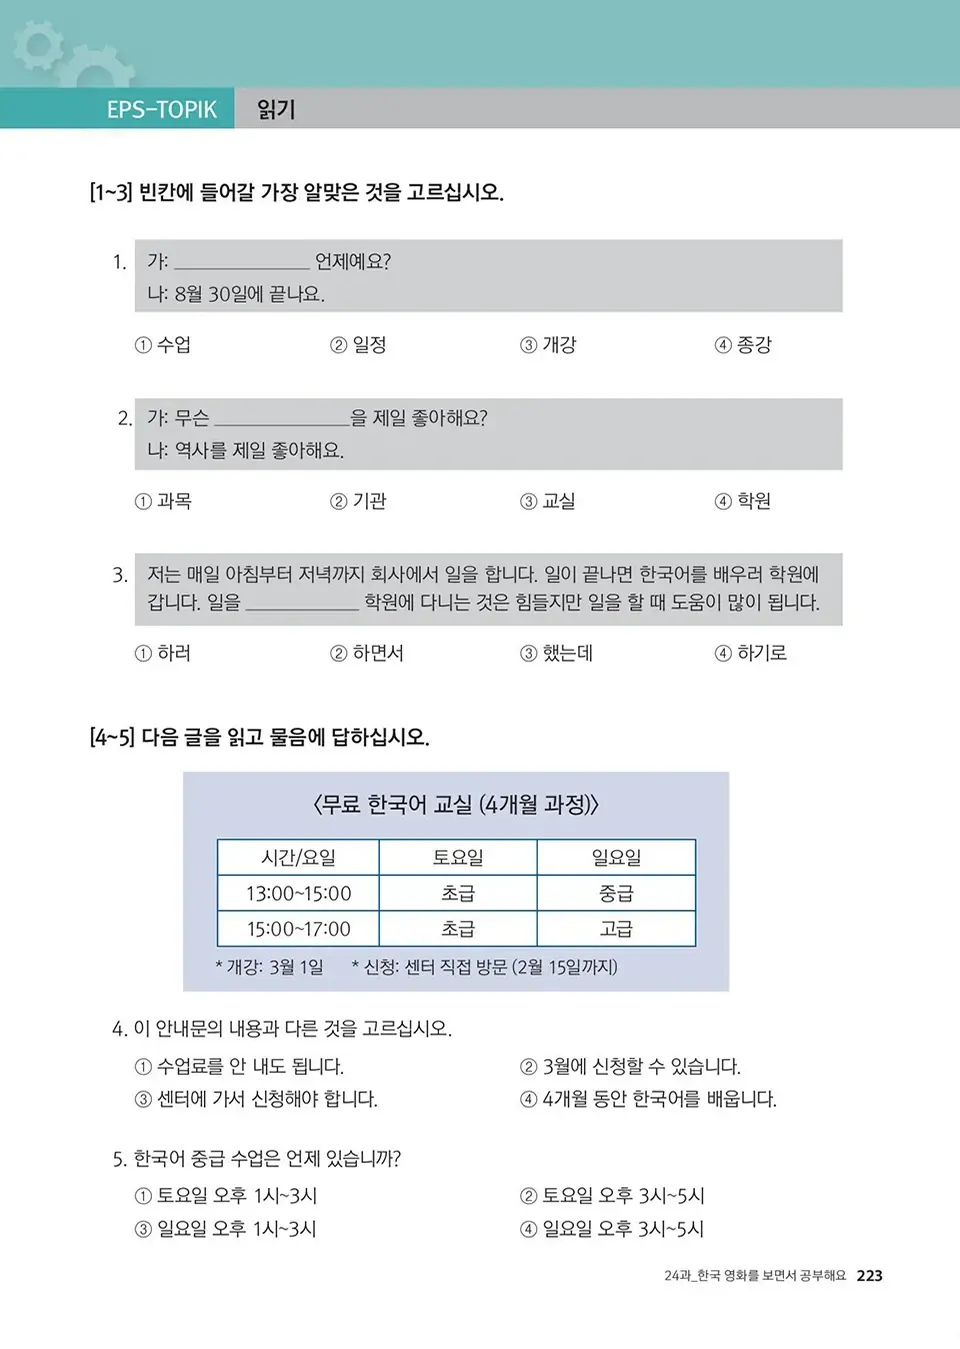 EPS-TOPIK 읽기
[1~3] 빈칸에 들어갈 가장 알맞은 것을 고르십시오.
1. 가: ______________ 언제예요?
나: 8월 30일에 끝나요.
① 수업 ② 일정 ③ 개강 ④ 종강
2. 가: 무슨 ______________을 제일 좋아해요?
나: 역사를 제일 좋아해요.
① 과목 ② 기관 ③ 교실 ④ 학원
3. 저는 매일 아침부터 저녁까지 회사에서 일을 합니다. 일이 끝나면 한국어를 배우러 학원에
갑니다. 일을 ____________ 학원에 다니는 것은 힘들지만 일을 할 때 도움이 많이 됩니다.
① 하러 ② 하면서 ③ 했는데 ④ 하기로
[4~5] 다음 글을 읽고 물음에 답하십시오.
〈무료 한국어 교실 (4개월 과정)〉
시간/요일 토요일 일요일
13:00~15:00 초급 중급
15:00~17:00 초급 고급
* 개강: 3월 1일 * 신청: 센터 직접 방문 (2월 15일까지)
4. 이 안내문의 내용과 다른 것을 고르십시오.
① 수업료를 안 내도 됩니다. ② 3월에 신청할 수 있습니다.
③ 센터에 가서 신청해야 합니다. ④ 4개월 동안 한국어를 배웁니다.
5. 한국어 중급 수업은 언제 있습니까?
① 토요일 오후 1시~3시 ② 토요일 오후 3시~5시
③ 일요일 오후 1시~3시 ④ 일요일 오후 3시~5시
24과_한국 영화를 보면서 공부해요 223